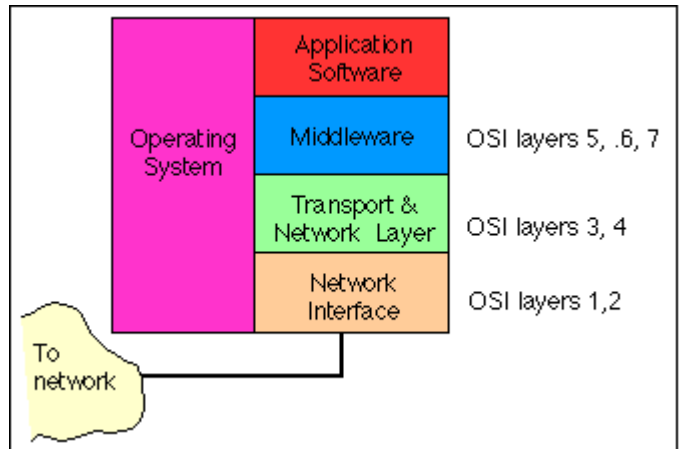 Application
Software
Operating
System
Middleware
OSI layers 5, .6, 7
Transport &
Network Layer
OSI layers 3, 4
Network
Interface
OSI layers 1,2
To
network